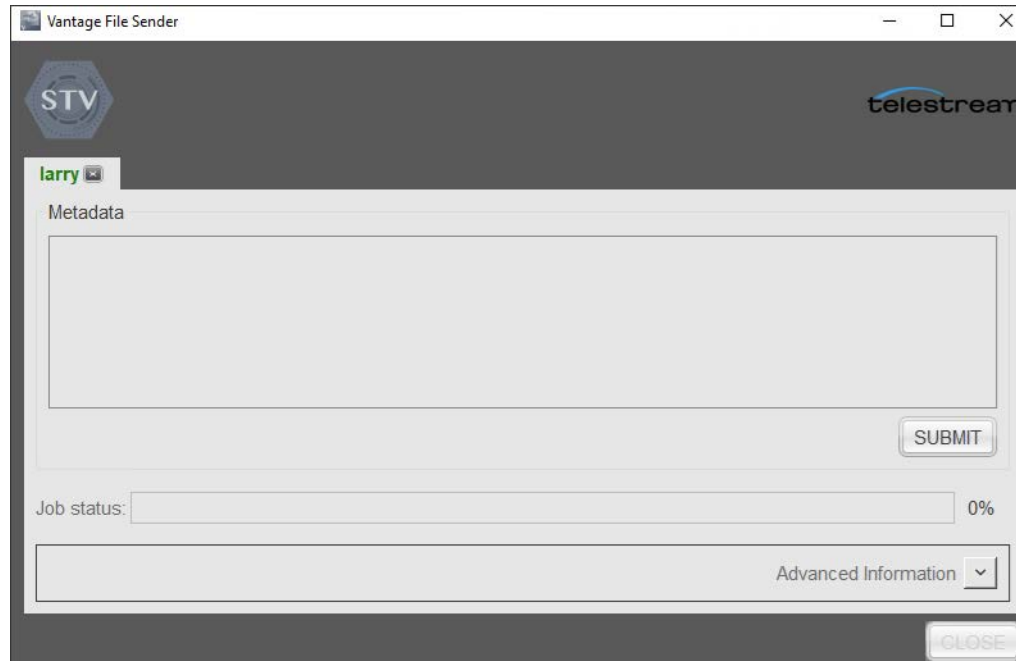 Vantage File Sender
STV
telestream
larry
Metadata
SUBMIT
Job status:
0%
Advanced Information
CLOSE